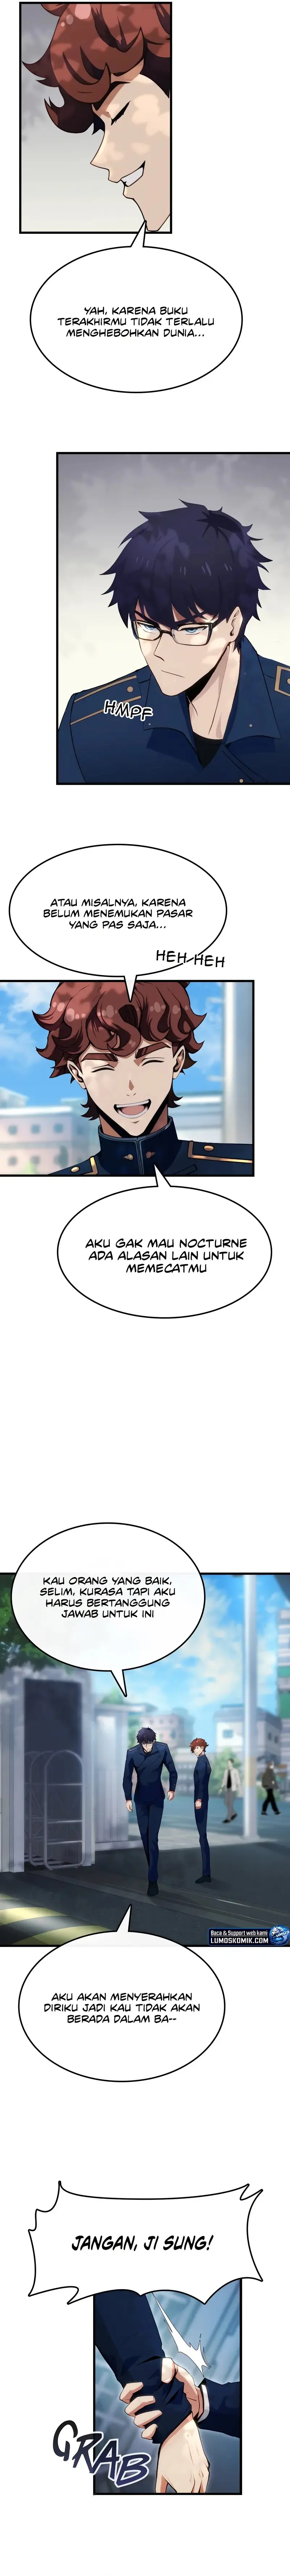 YAH, KARENA BUKU
TERAKHIRMU TIDAK TERLALU
MENGHEBOHKAN DUNIA...
HMPF
ATAU MISALNYA, KARENA
BELUM MENEMUKAN PASAR
YANG PAS SAJA...
HEH-HEH
AKU GAK MAU NOCTURNE
ADA ALASAN LAIN UNTUK
MEMECATMU
KAU ORANG YANG BAIK,
SELIM, KURASA TAPI AKU
HARUS BERTANGGUNG
JAWAB UNTUK INI
Baca & Support web kami
LUMOSKOMIK.COM
AKU AKAN MENYERAHKAN
DIRIKU JADI KAU TIDAK AKAN
BERADA DALAM BA--
JANGAN, JI SUNG!
GRAB